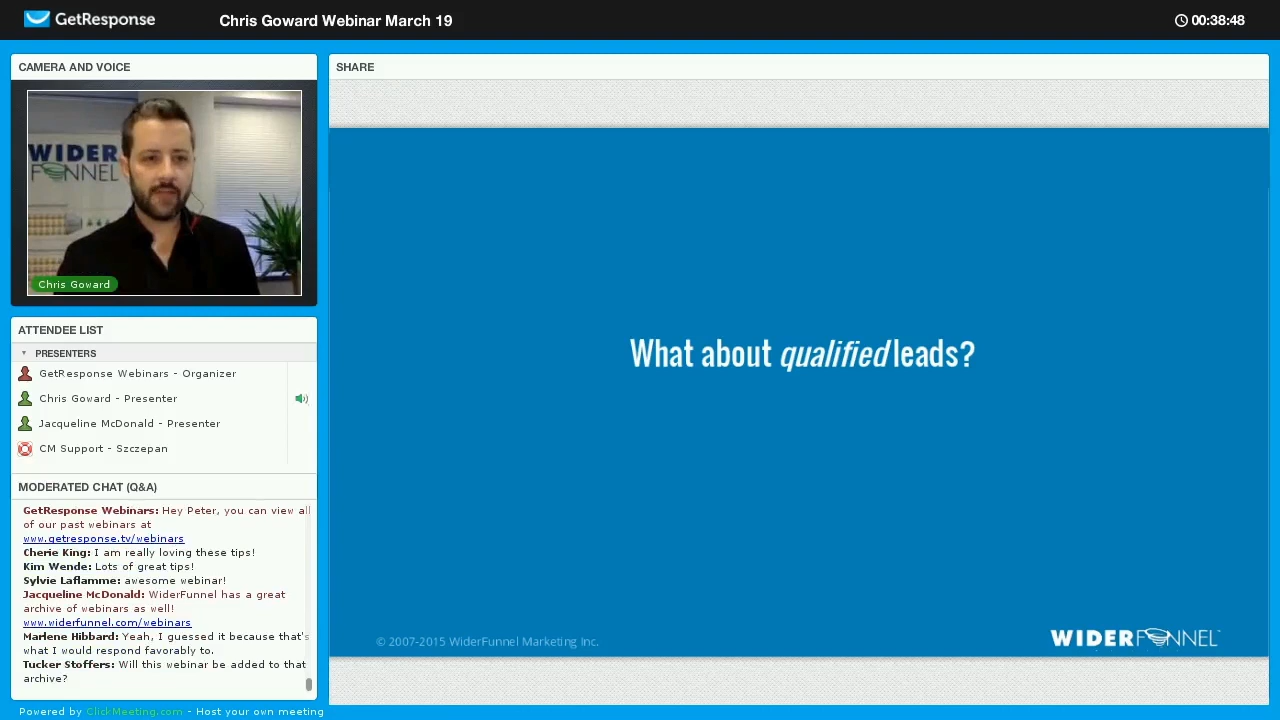 GetResponse
Chris Goward Webinar March 19
00:38:48
CAMERA AND VOICE
WIDER
FUNNEL
Chris Goward
ATTENDEE LIST
PRESENTERS
GetResponse Webinars - Organizer
Chris Goward - Presenter
Jacqueline McDonald - Presenter
CM Support - Szczepan
MODERATED CHAT (Q&A)
GetResponse Webinars: Hey Peter, you can view all
of our past webinars at
www.getresponse.tv/webinars
Cherie King: I am really loving these tips!
Kim Wende: Lots of great tips!
Sylvie Laflamme: awesome webinar!
Jacqueline McDonald: WiderFunnel has a great
archive of webinars as well!
www.widerfunnel.com/webinars
Marlene Hibbard: Yeah, I guessed it because that's
what I would respond favorably to.
Tucker Stoffers: Will this webinar be added to that
archive?
Powered by ClickMeeting.com - Host your own meeting
SHARE
What about qualified leads?
© 2007-2015 WiderFunnel Marketing Inc.
WIDERFUNNEL™